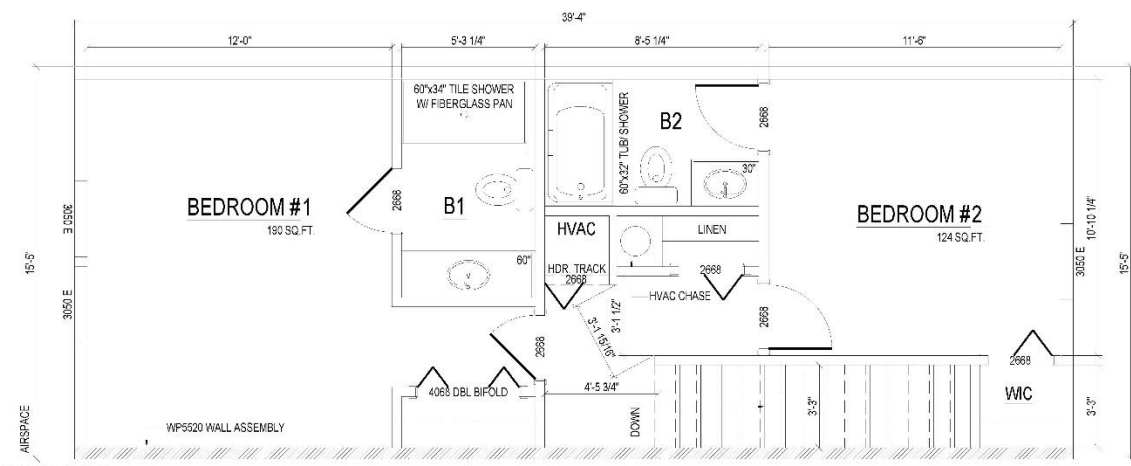 39'-4"
12'-0"
5'-3 1/4"
8'-5 1/4"
11'-6"
60"x34" TILE SHOWER
W/ FIBERGLASS PAN
60"x32" TUB/ SHOWER
B2
2668
30"
BEDROOM #1
190 SQ.FT.
2668
B1
60"
HVAC
HDR. TRACK
2668
LINEN
2668
HVAC CHASE
BEDROOM #2
124 SQ.FT.
3050 E
3050 E
15'-5"
3050 E
10'-10 1/4"
15'-5"
2668
3'-1 1/2"
3'-1 15/16"
2668
4'-5 3/4"
4068 DBL BIFOLD
DOWN
3'-3"
2668
WIC
3'-3"
AIRSPACE
WP5520 WALL ASSEMBLY